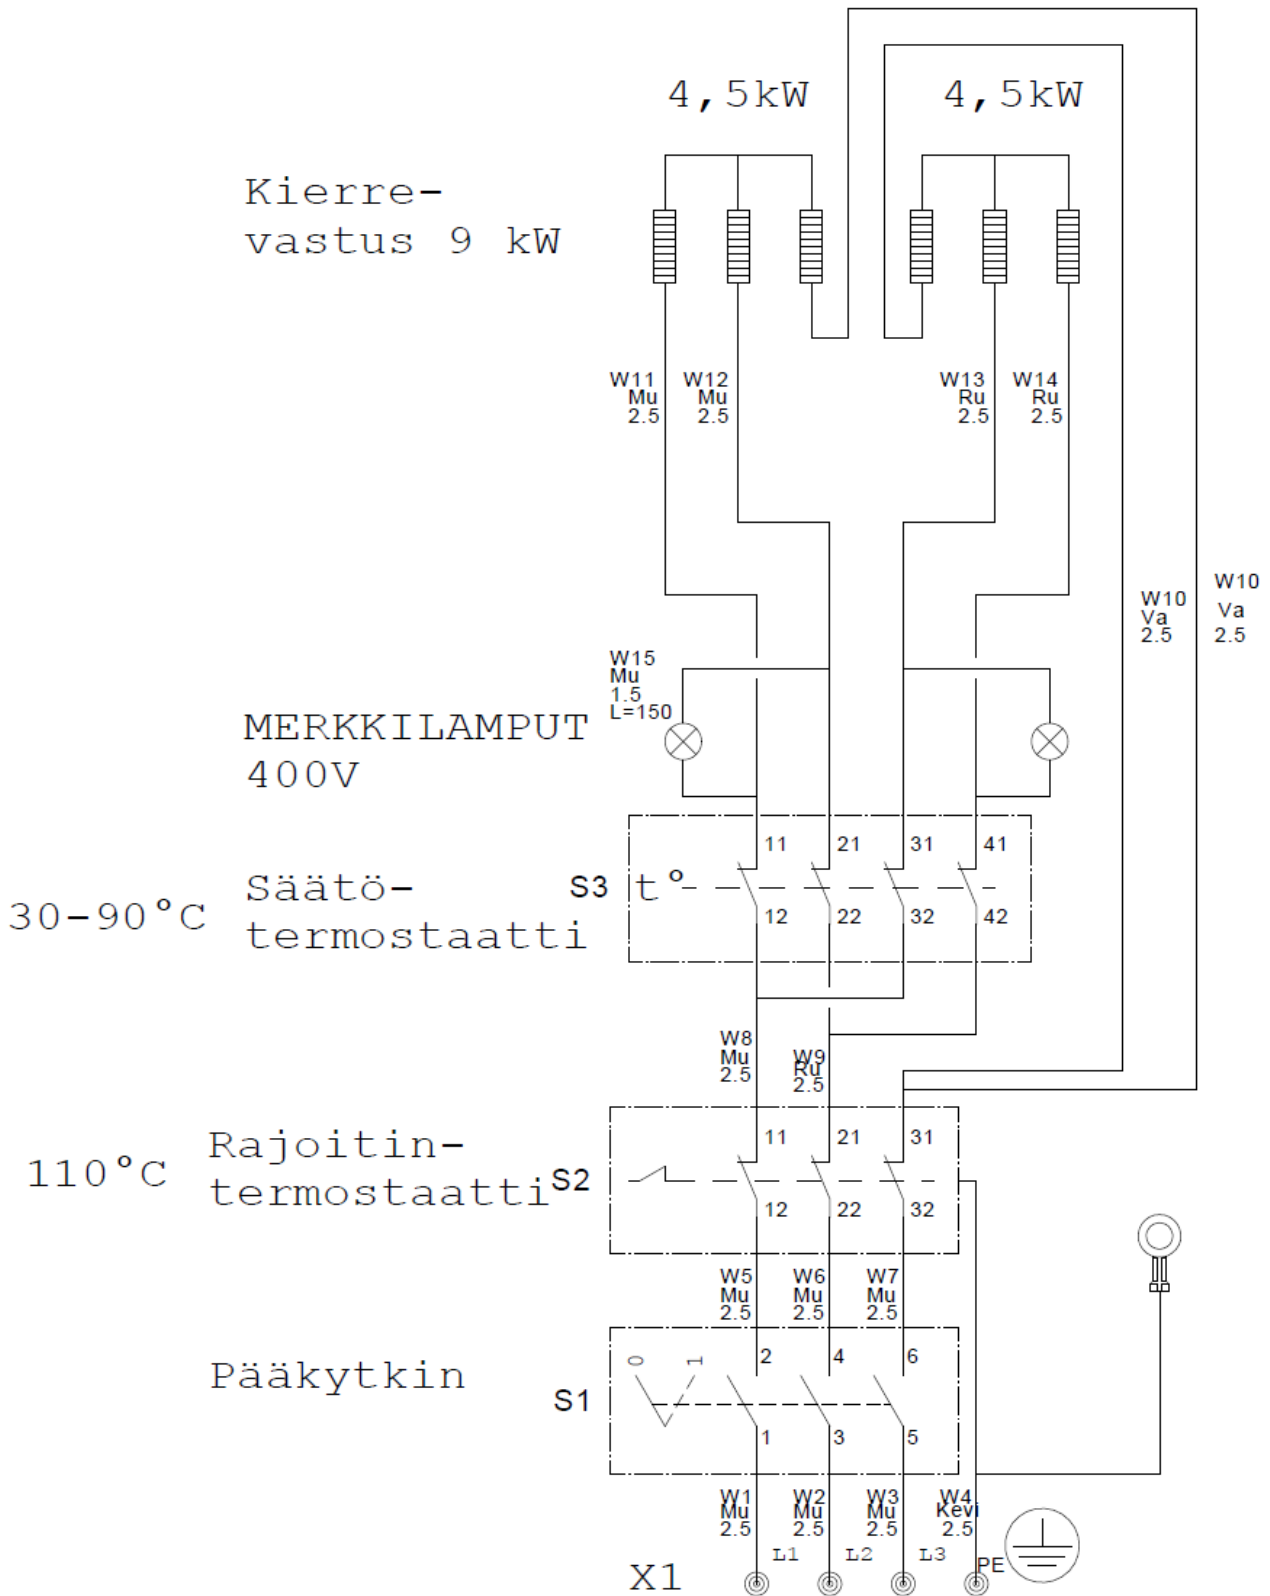 4,5kW 4,5kW
Kierre-
vastus 9 kW
W11 W12 W13 W14
Mu Mu Ru Ru
2.5 2.5 2.5 2.5
W10 W10
Va Va
2.5 2.5
W15
Mu
1.5
L=150
MERKKILAMPUT
400V
11 21 31 41
30-90°C Säätö-
termostaatti
S3 t°
12 22 32 42
W8 W9
Mu Ru
2.5 2.5
11 21 31
110°C Rajoitin-
termostaatti
S2
12 22 32
W5 W6 W7
Mu Mu Mu
2.5 2.5 2.5
0 1 2 4 6
Pääkytkin
S1
1 3 5
W1 W2 W3 W4
Mu Mu Mu Kevi
2.5 2.5 2.5 2.5
L1 L2 L3 PE
X1